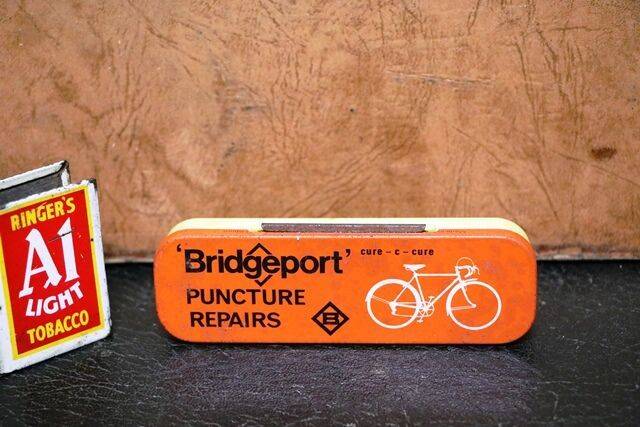 RINGER'S
A1
LIGHT
TOBACCO
'Bridgeport' cure - c - cure
PUNCTURE
REPAIRS
B